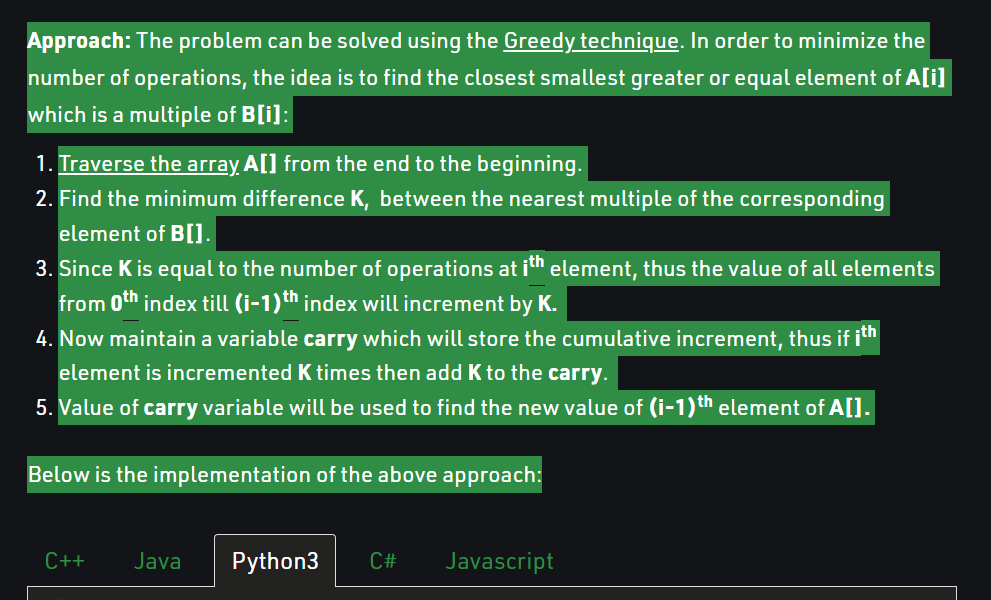 Approach: The problem can be solved using the Greedy technique. In order to minimize the
number of operations, the idea is to find the closest smallest greater or equal element of A[i]
which is a multiple of B[i]:
1. Traverse the array A[] from the end to the beginning.
2. Find the minimum difference K, between the nearest multiple of the corresponding
element of B[].
3. Since K is equal to the number of operations at ith element, thus the value of all elements
from 0th index till (i-1)th index will increment by K.
4. Now maintain a variable carry which will store the cumulative increment, thus if ith
element is incremented K times then add K to the carry.
5. Value of carry variable will be used to find the new value of (i-1)th element of A[].
Below is the implementation of the above approach:
C++ Java Python3 C# Javascript